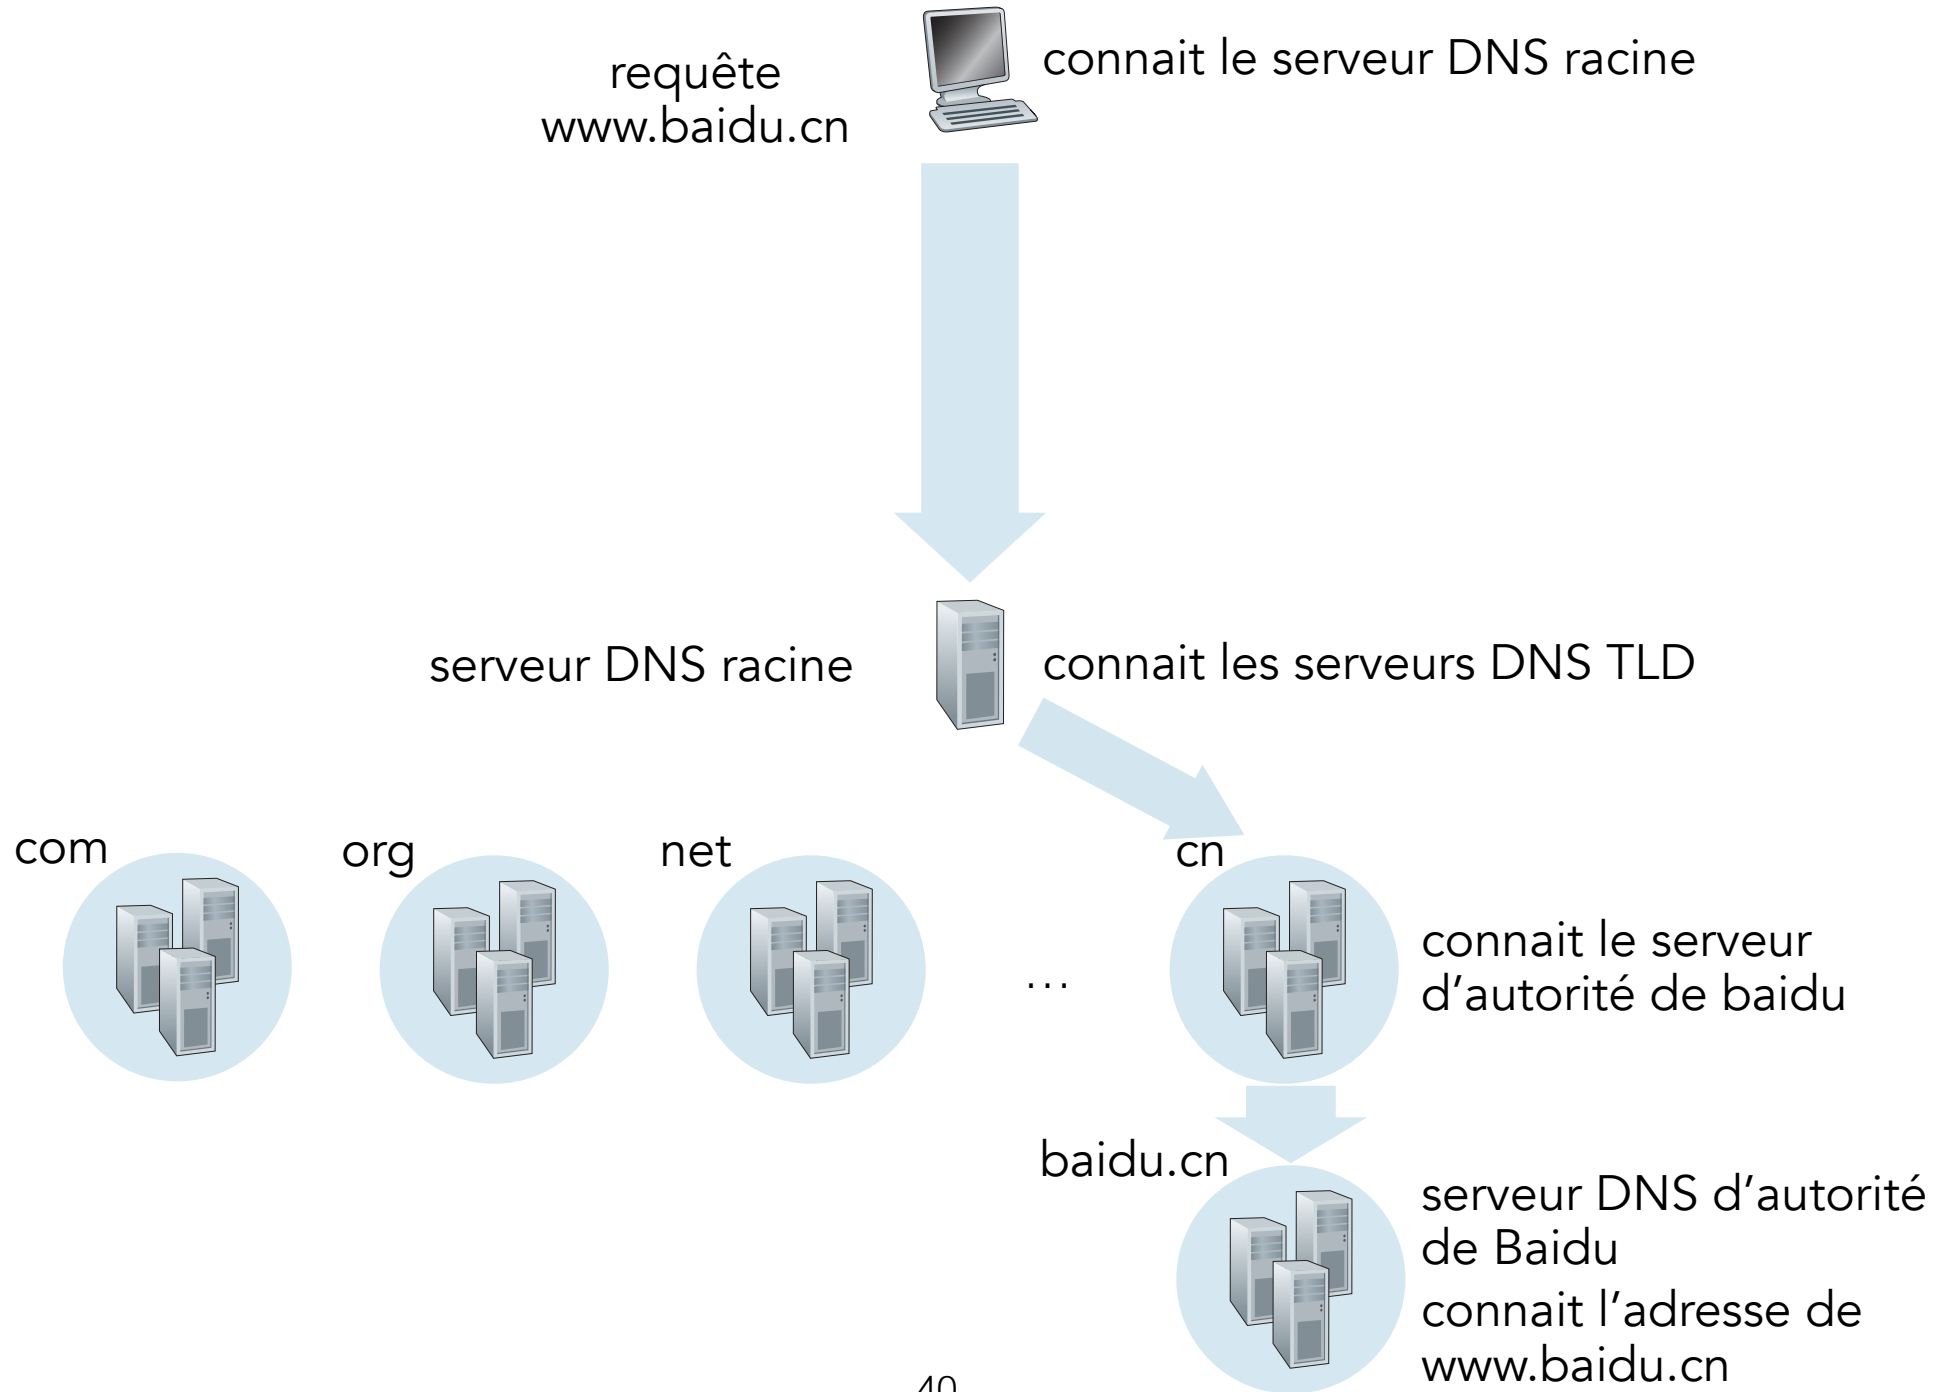 requête
www.baidu.cn
connait le serveur DNS racine
serveur DNS racine
connait les serveurs DNS TLD
com
org
net
...
cn
connait le serveur
d’autorité de baidu
baidu.cn
serveur DNS d’autorité
de Baidu
connait l’adresse de
www.baidu.cn
40